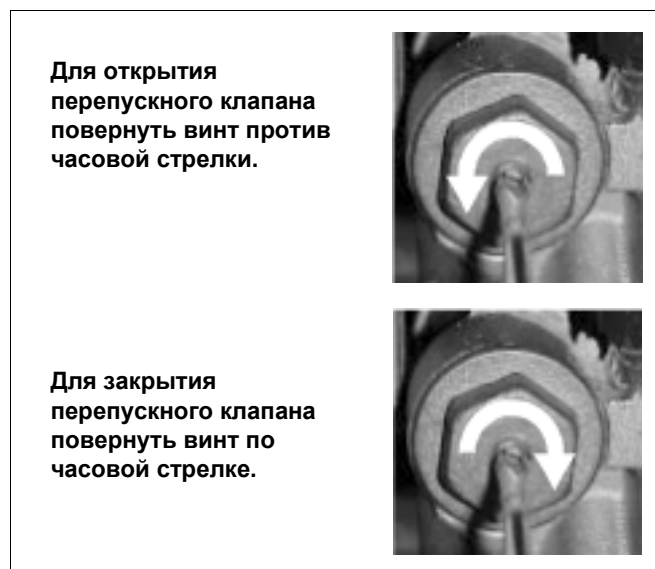 Для открытия
перепускного клапана
повернуть винт против
часовой стрелки.
Для закрытия
перепускного клапана
повернуть винт по
часовой стрелке.